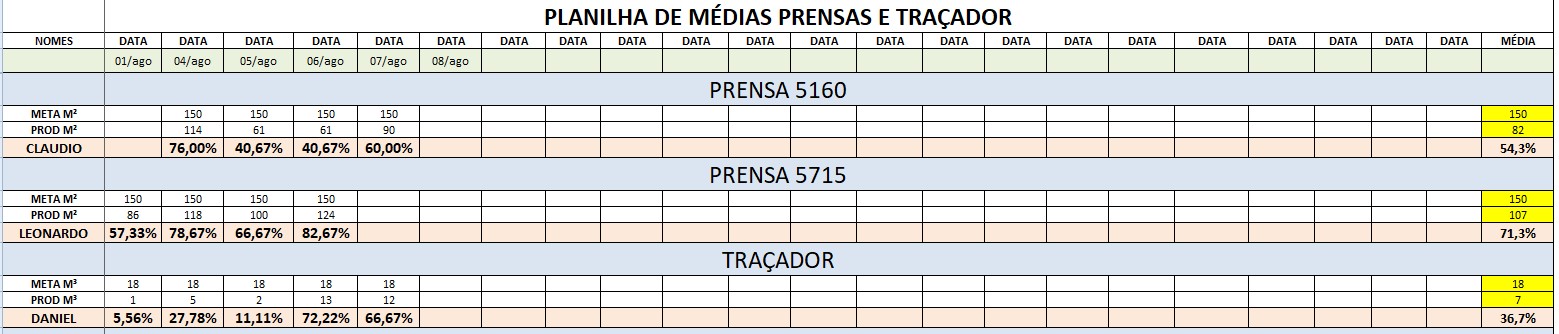 PLANILHA DE MÉDIAS PRENSAS E TRAÇADOR
NOMES DATA DATA DATA DATA DATA DATA DATA DATA DATA DATA DATA DATA DATA DATA DATA DATA DATA DATA DATA DATA DATA DATA MÉDIA
01/ago 04/ago 05/ago 06/ago 07/ago 08/ago
PRENSA 5160
META M² 150 150 150 150 150
PROD M² 114 61 61 90 82
CLAUDIO 76,00% 40,67% 40,67% 60,00% 54,3%
PRENSA 5715
META M² 150 150 150 150 150
PROD M² 86 118 100 124 107
LEONARDO 57,33% 78,67% 66,67% 82,67% 71,3%
TRAÇADOR
META M³ 18 18 18 18 18 18
PROD M³ 1 5 2 13 12 7
DANIEL 5,56% 27,78% 11,11% 72,22% 66,67% 36,7%